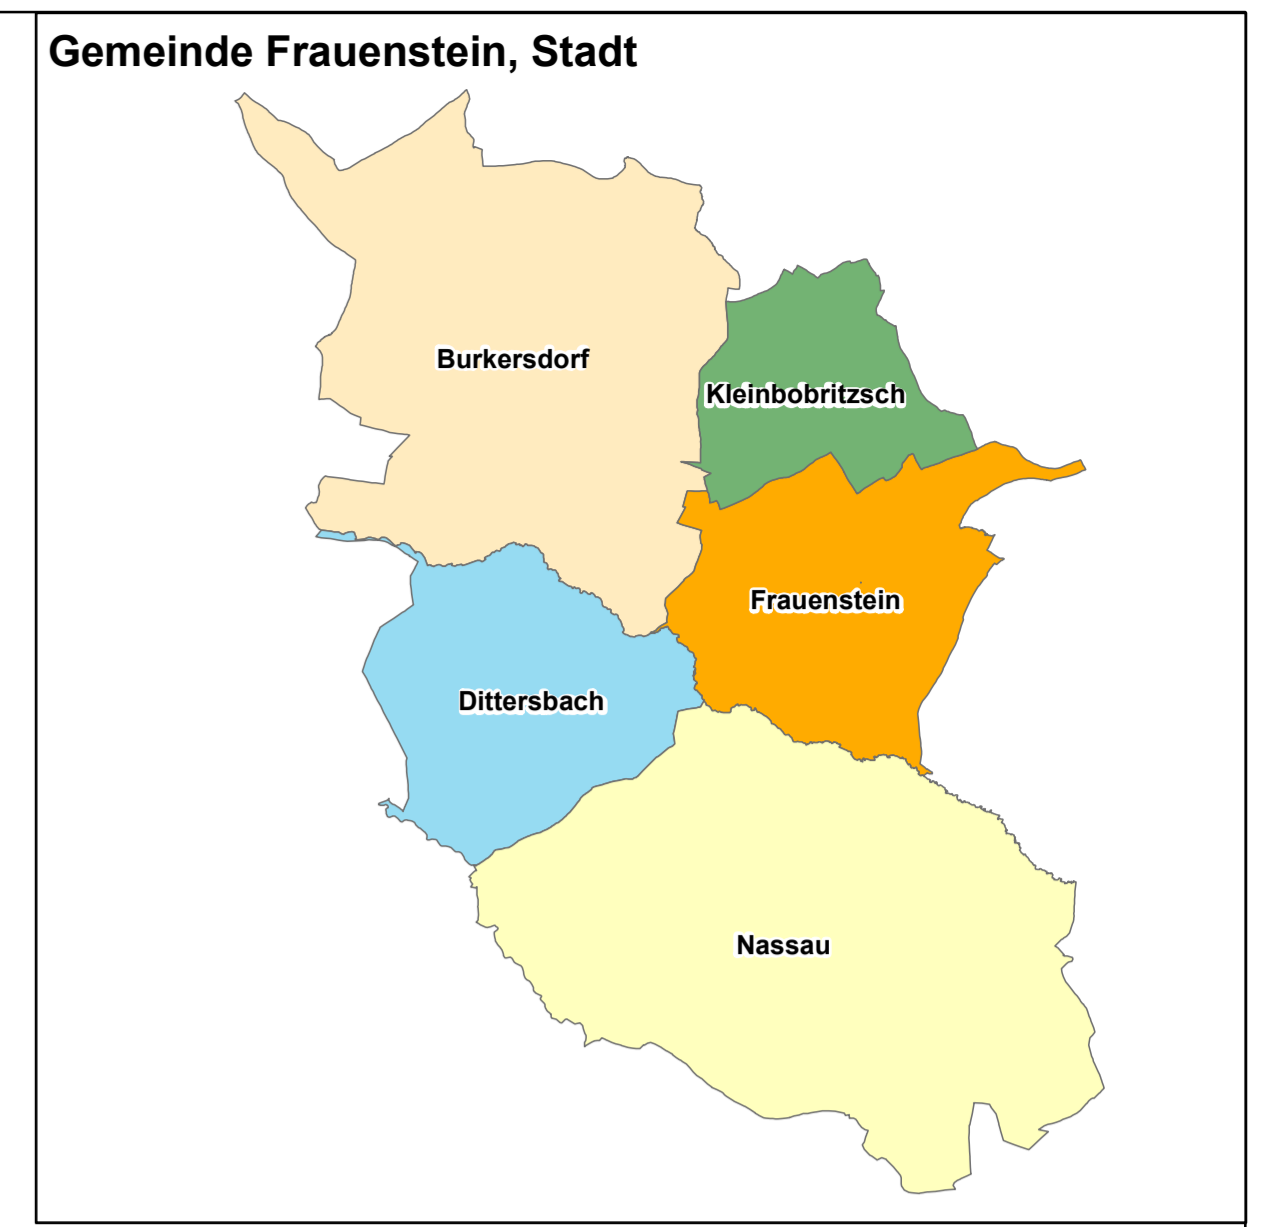 Gemeinde Frauenstein, Stadt
Burkersdorf
Kleinbobritzsch
Frauenstein
Dittersbach
Nassau